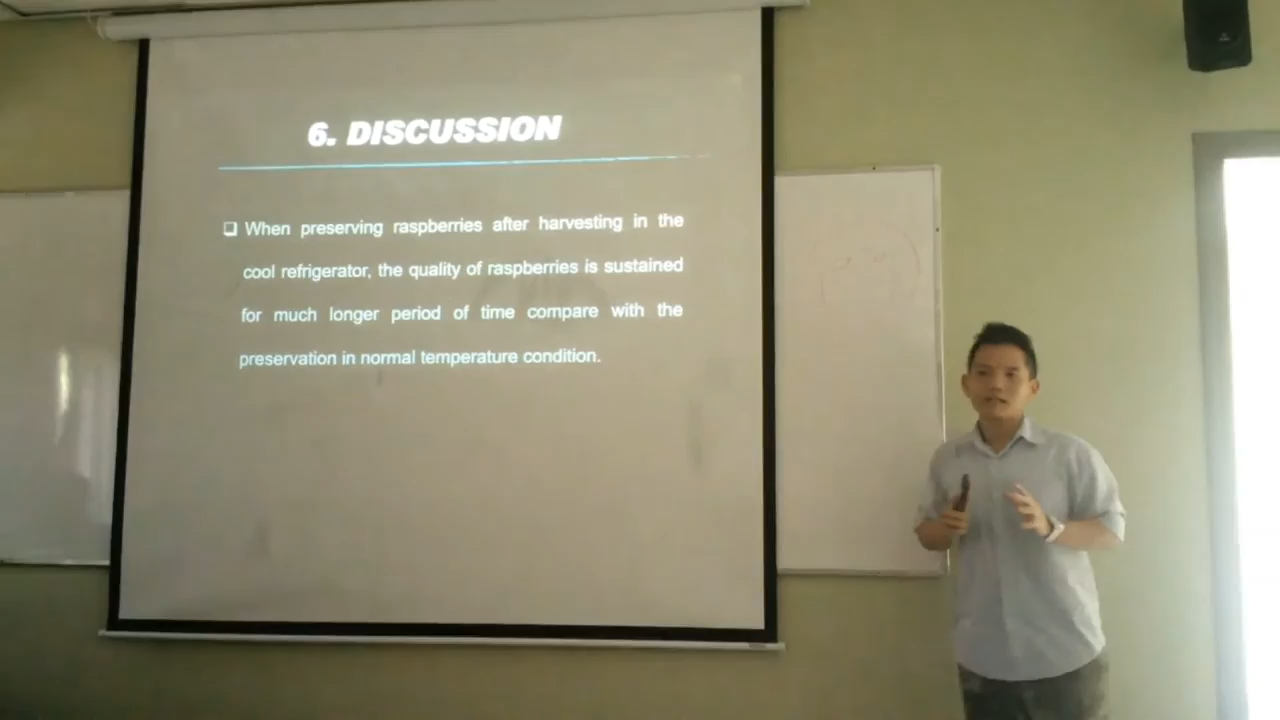 6. DISCUSSION
❑ When preserving raspberries after harvesting in the
cool refrigerator, the quality of raspberries is sustained
for much longer period of time compare with the
preservation in normal temperature condition.